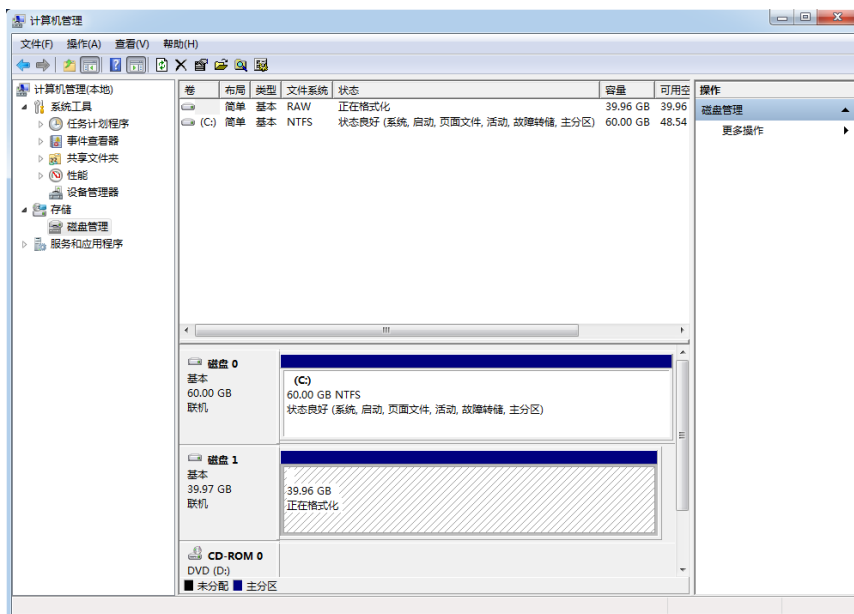 计算机管理
文件(F) 操作(A) 查看(V) 帮助(H)
计算机管理(本地)
系统工具
任务计划程序
事件查看器
共享文件夹
性能
设备管理器
存储
磁盘管理
服务和应用程序
卷 布局 类型 文件系统 状态 容量 可用空
简单 基本 RAW 正在格式化 39.96 GB 39.96
(C:) 简单 基本 NTFS 状态良好 (系统, 启动, 页面文件, 活动, 故障转储, 主分区) 60.00 GB 48.54
磁盘 0
基本
60.00 GB
联机
(C:)
60.00 GB NTFS
状态良好 (系统, 启动, 页面文件, 活动, 故障转储, 主分区)
磁盘 1
基本
39.97 GB
联机
39.96 GB
正在格式化
CD-ROM 0
DVD (D:)
未分配 主分区
操作
磁盘管理
更多操作